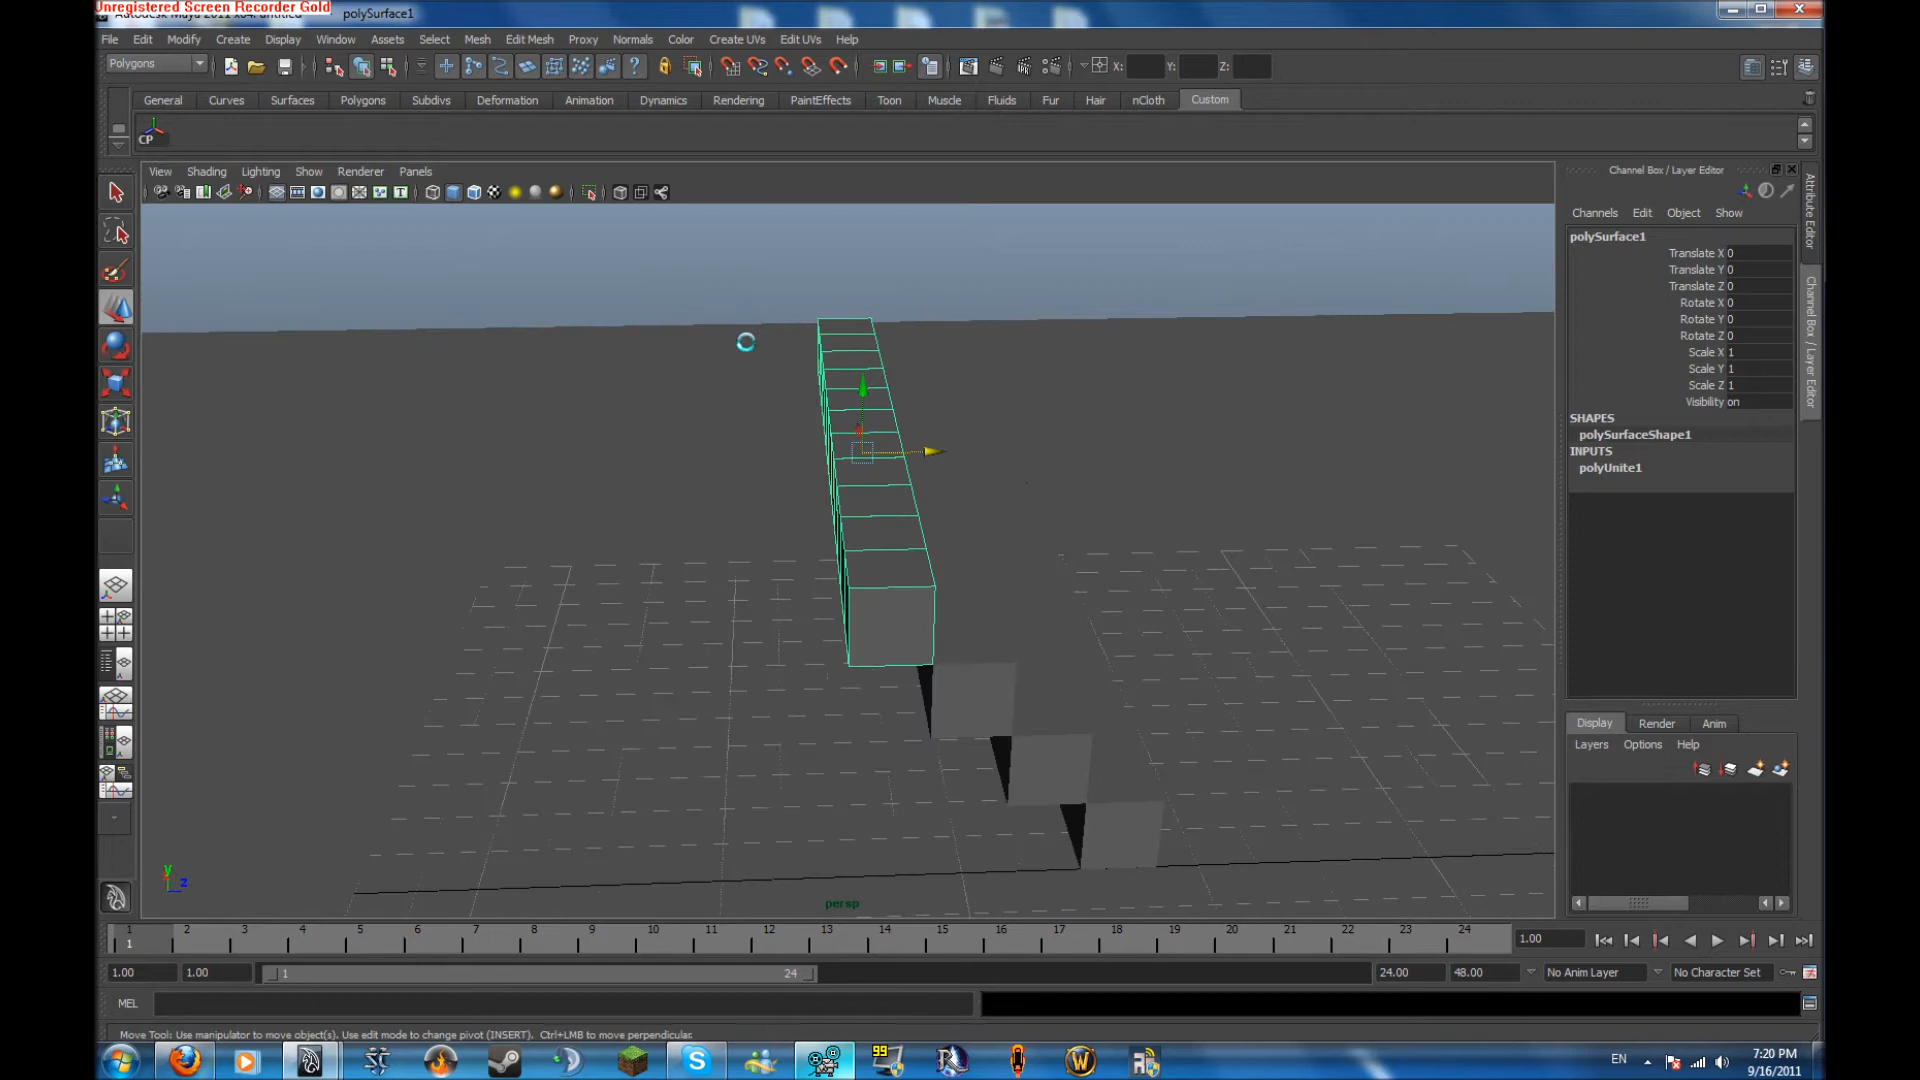 Unregistered Screen Recorder Gold
polySurface1
File Edit Modify Create Display Window Assets Select Mesh Edit Mesh Proxy Normals Color Create UVs Edit UVs Help
Polygons X: Y: Z:
General Curves Surfaces Polygons Subdivs Deformation Animation Dynamics Rendering PaintEffects Toon Muscle Fluids Fur Hair nCloth Custom
CP
View Shading Lighting Show Renderer Panels
Channel Box / Layer Editor
Channels Edit Object Show
polySurface1
Translate X 0
Translate Y 0
Translate Z 0
Rotate X 0
Rotate Y 0
Rotate Z 0
Scale X 1
Scale Y 1
Scale Z 1
Visibility on
SHAPES
polySurfaceShape1
INPUTS
polyUnite1
Attribute Editor
Channel Box / Layer Editor
Display Render Anim
Layers Options Help
y
z
persp
1 2 3 4 5 6 7 8 9 10 11 12 13 14 15 16 17 18 19 20 21 22 23 24
1
1.00
1.00 1.00 1 24 24.00 48.00 No Anim Layer No Character Set
MEL
Move Tool: Use manipulator to move object(s). Use edit mode to change pivot (INSERT). Ctrl+LMB to move perpendicular.
99
EN
7:20 PM
9/16/2011